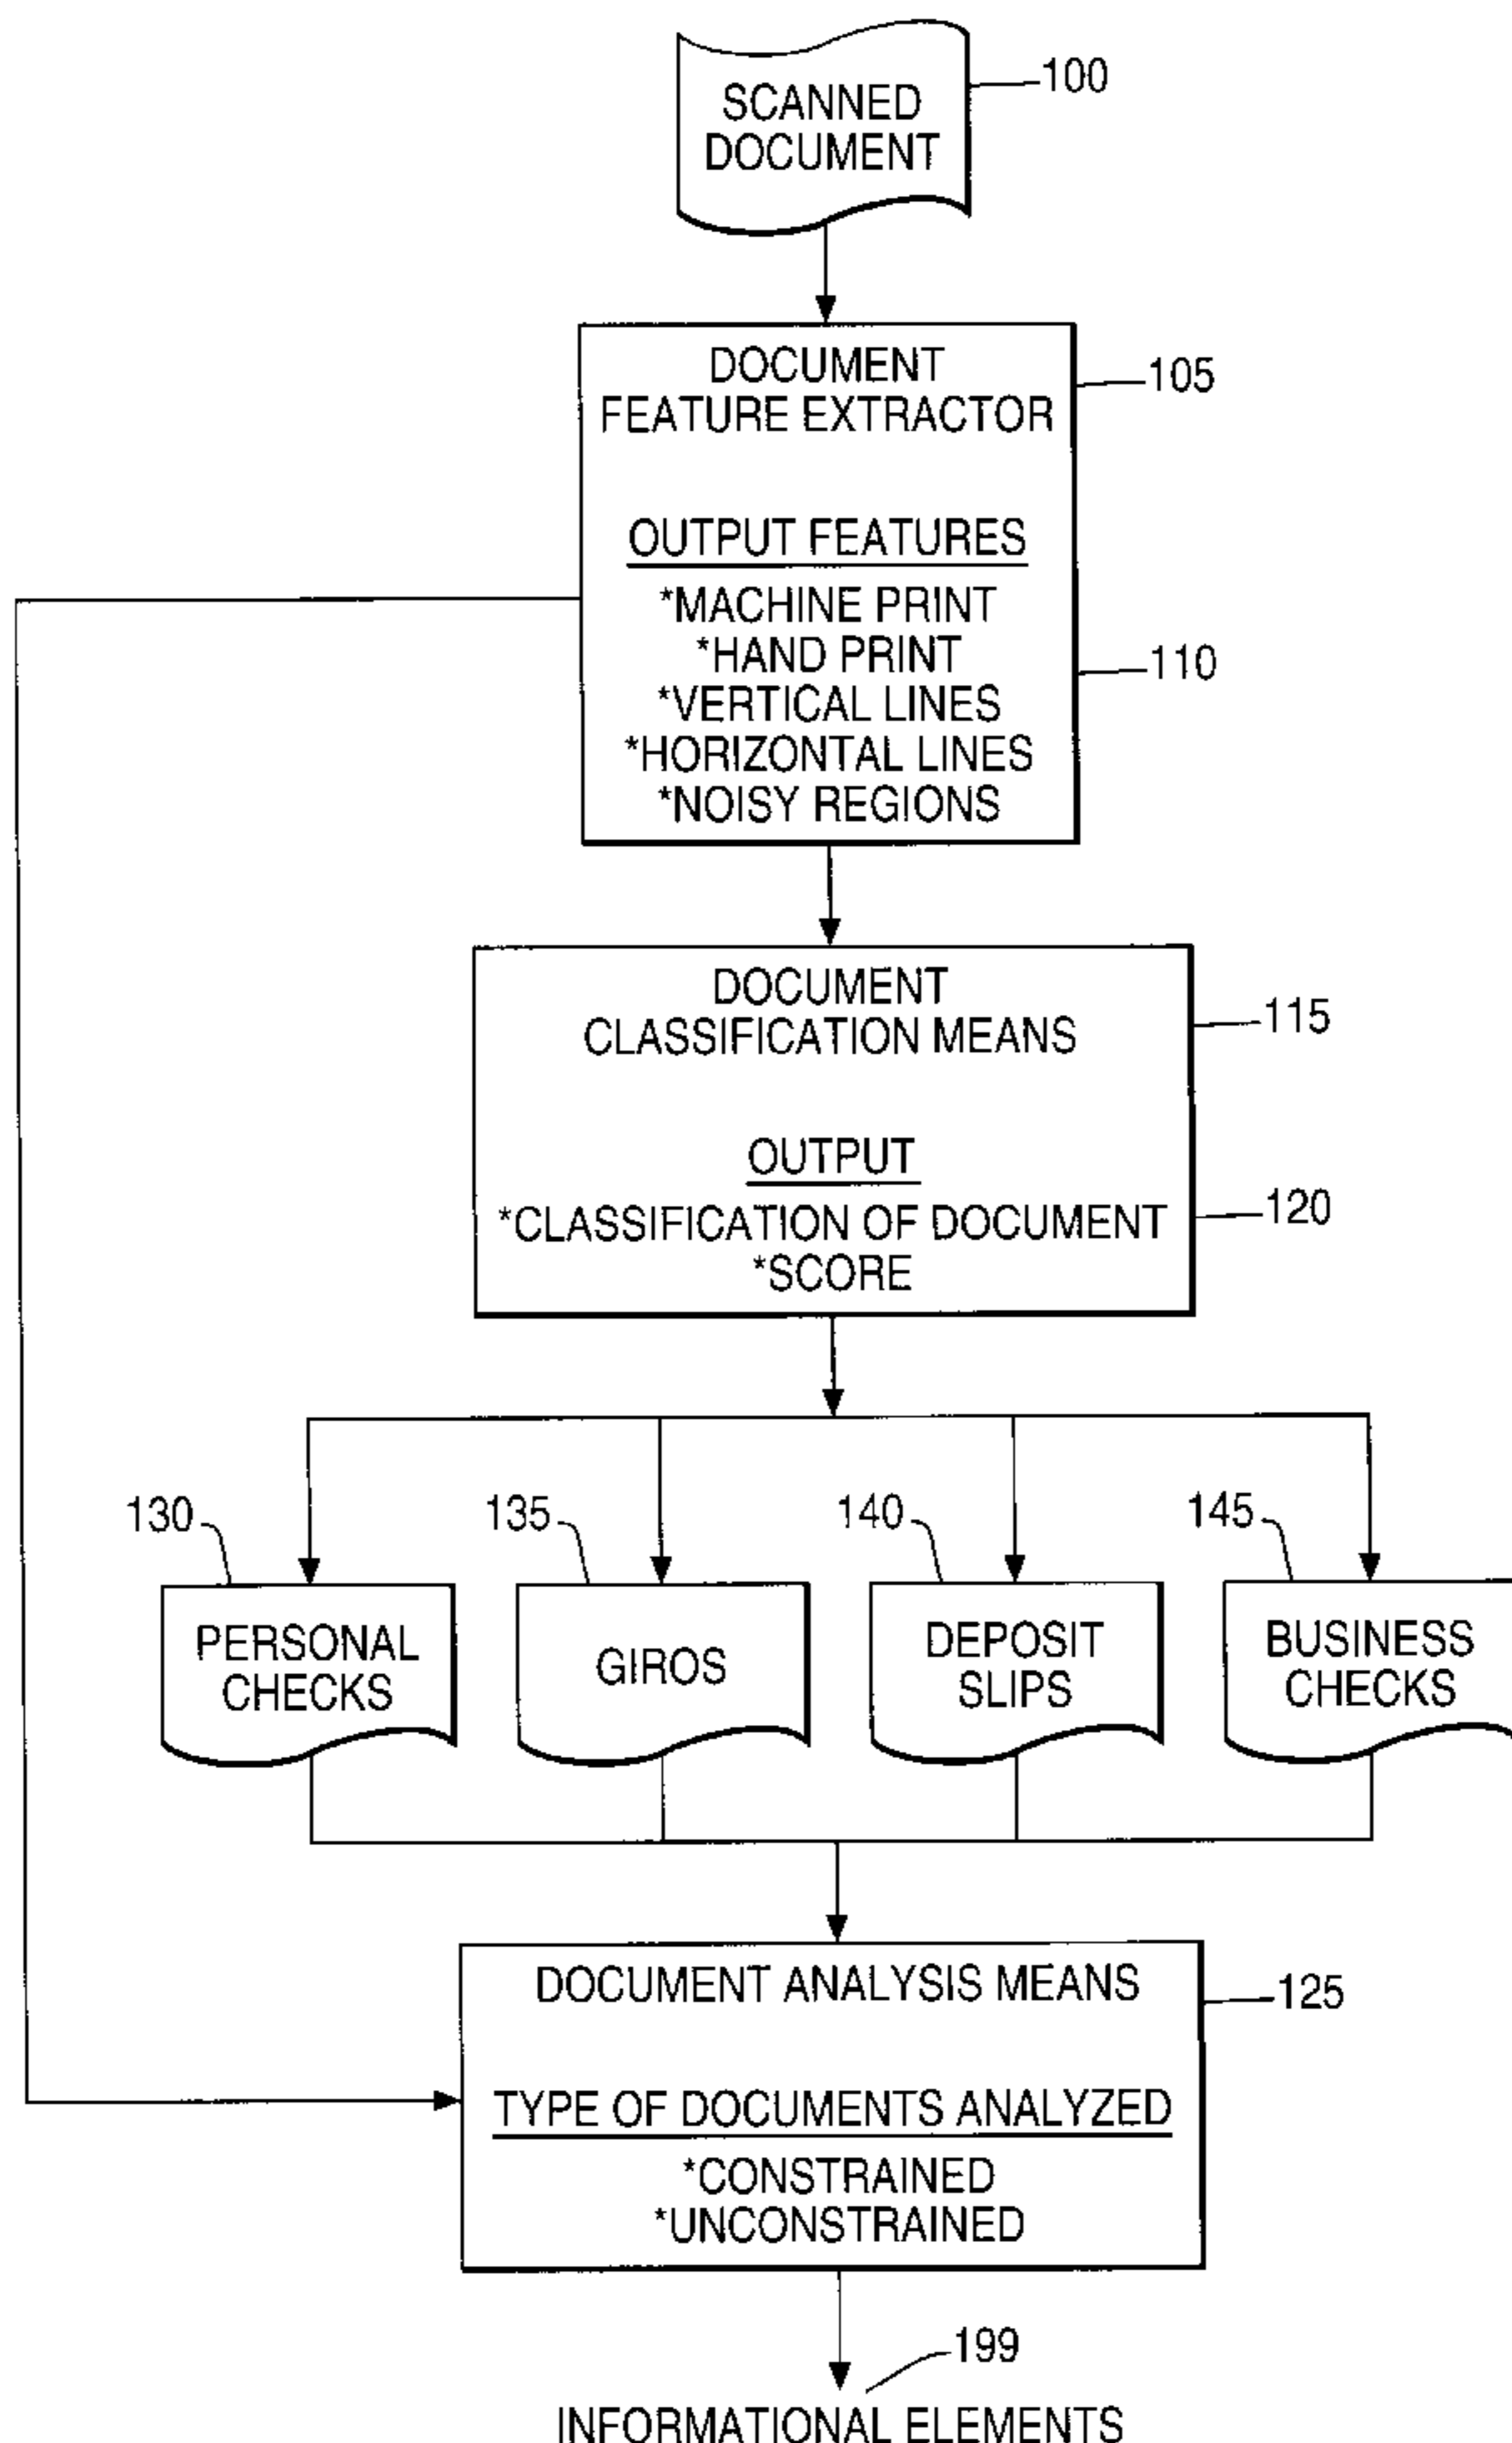 SCANNED
DOCUMENT
100
DOCUMENT
FEATURE EXTRACTOR
105
OUTPUT FEATURES
*MACHINE PRINT
*HAND PRINT
110
*VERTICAL LINES
*HORIZONTAL LINES
*NOISY REGIONS
DOCUMENT
CLASSIFICATION MEANS
115
OUTPUT
*CLASSIFICATION OF DOCUMENT
120
*SCORE
130
135
140
145
PERSONAL
CHECKS
GIROS
DEPOSIT
SLIPS
BUSINESS
CHECKS
DOCUMENT ANALYSIS MEANS
125
TYPE OF DOCUMENTS ANALYZED
*CONSTRAINED
*UNCONSTRAINED
199
INFORMATIONAL ELEMENTS